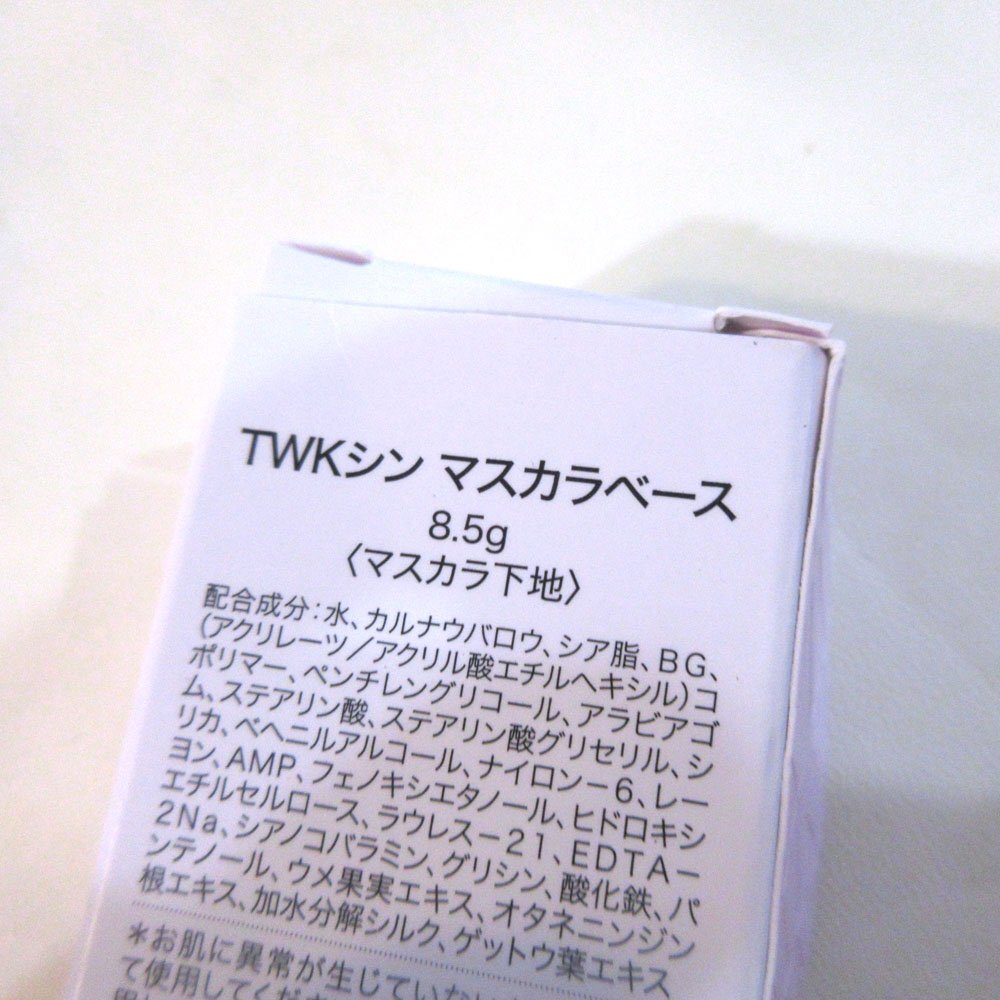 TWKシン マスカラベース
8.5g
〈マスカラ下地〉
配合成分：水、カルナウバロウ、シア脂、BG、
（アクリレーツ／アクリル酸エチルヘキシル）コ
ポリマー、ペンチレングリコール、アラビアゴ
ム、ステアリン酸、ステアリン酸グリセリル、シ
リカ、ベヘニルアルコール、ナイロン－6、レー
ヨン、AMP、フェノキシエタノール、ヒドロキシ
エチルセルロース、ラウレス－21、EDTA－
2Na、シアノコバラミン、グリシン、酸化鉄、パ
ンテノール、ウメ果実エキス、オタネニンジン
根エキス、加水分解シルク、ゲットウ葉エキス
＊お肌に異常が生じていない
て使用してくださ